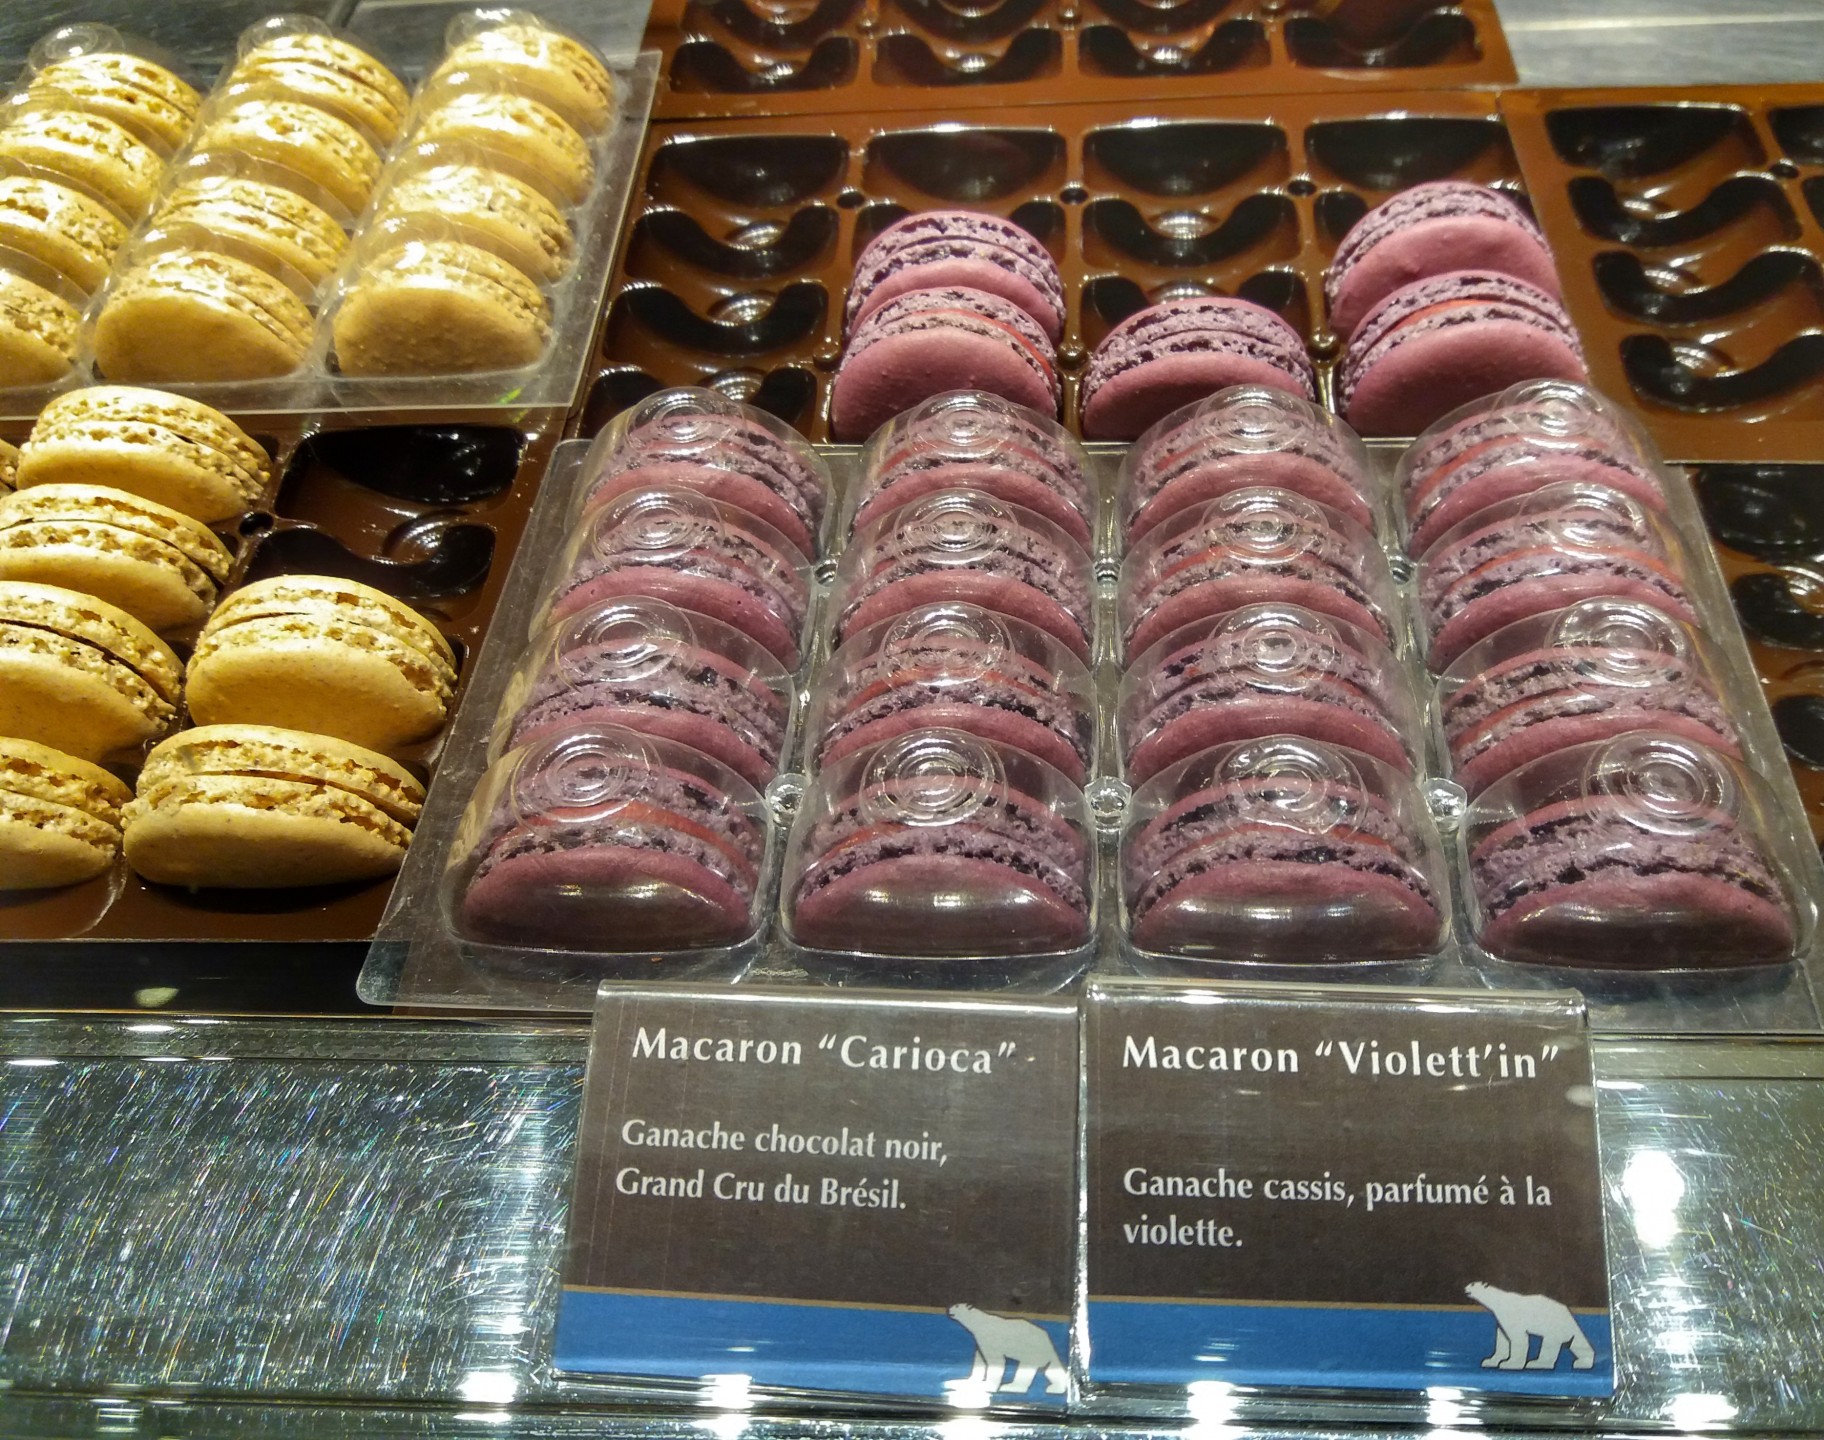 Macaron “Carioca”
Ganache chocolat noir,
Grand Cru du Brésil.
Macaron “Violett’in”
Ganache cassis, parfumé à la
violette.